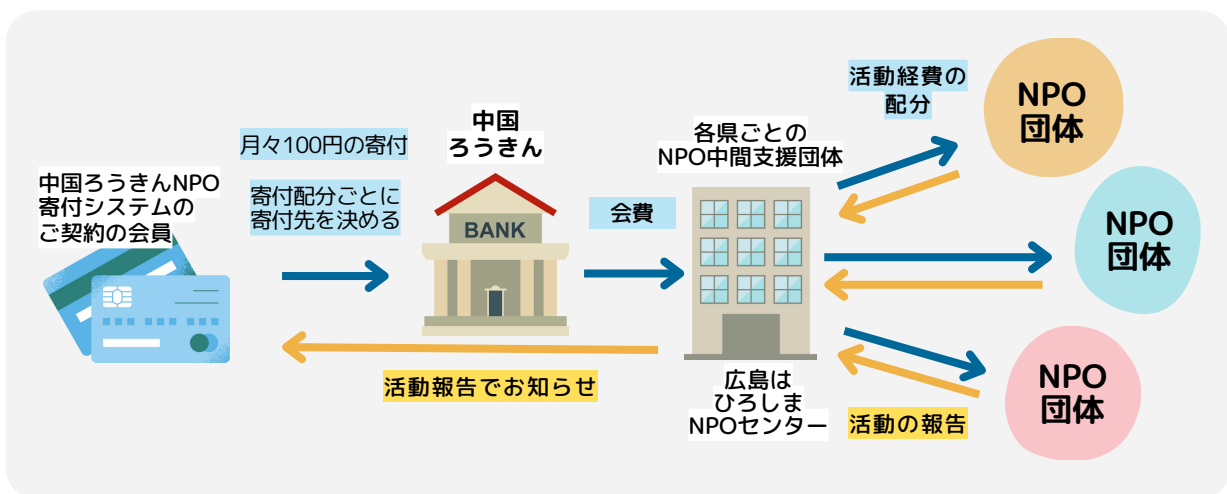 中国ろうきんNPO
寄付システムの
ご契約の会員
月々100円の寄付
寄付配分ごとに
寄付先を決める
中国
ろうきん
BANK
会費
各県ごとの
NPO中間支援団体
広島は
ひろしま
NPOセンター
活動経費の
配分
NPO
団体
NPO
団体
NPO
団体
活動の報告
活動報告でお知らせ